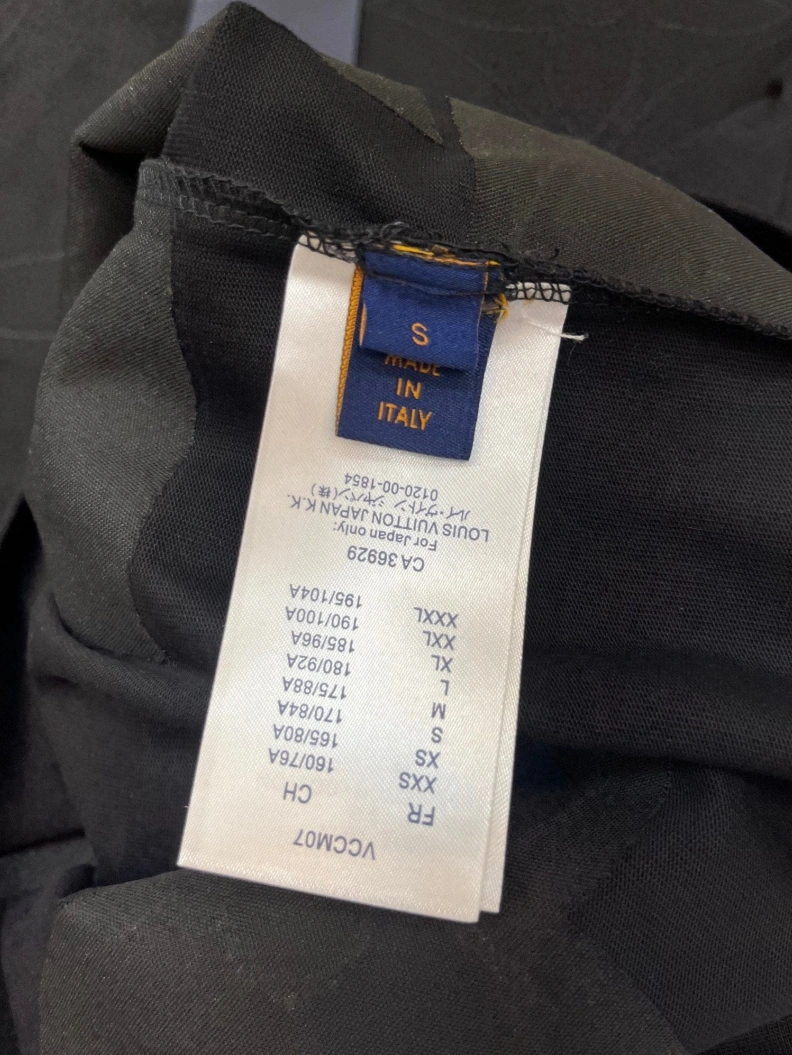 S
MADE
IN
ITALY
VCCM07
FR CH
XXS 160/76A
XS 165/80A
S 170/84A
M 175/88A
L 180/92A
XL 185/96A
XXL 190/100A
XXXL 195/104A
CA 36929
For Japan only:
LOUIS VUITTON JAPAN K.K.
ルイ・ヴィトン ジャパン(株)
0120-00-1854